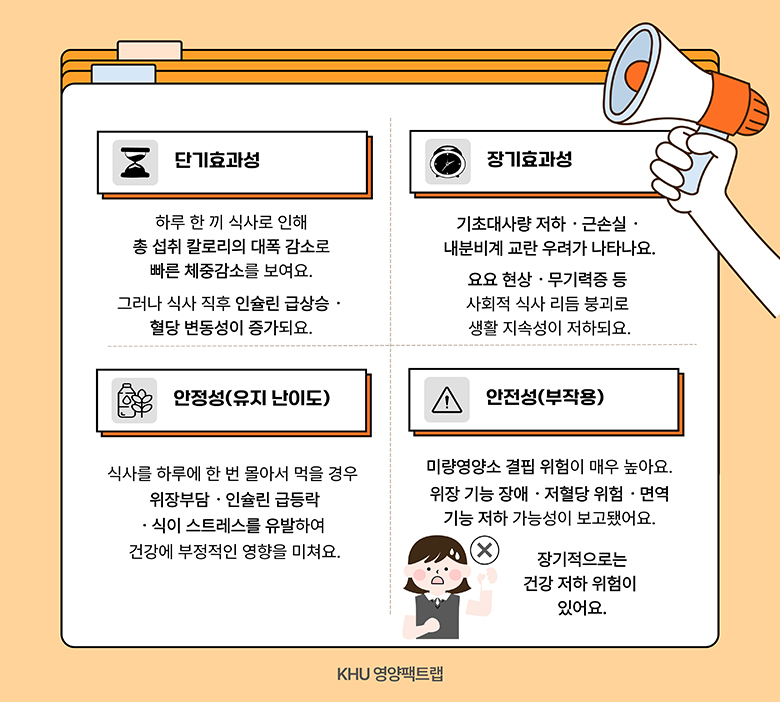 단기효과성
하루 한 끼 식사로 인해
총 섭취 칼로리의 대폭 감소로
빠른 체중감소를 보여요.
그러나 식사 직후 인슐린 급상승 ·
혈당 변동성이 증가되요.
장기효과성
기초대사량 저하 · 근손실 ·
내분비계 교란 우려가 나타나요.
요요 현상 · 무기력증 등
사회적 식사 리듬 붕괴로
생활 지속성이 저하되요.
안정성(유지 난이도)
식사를 하루에 한 번 몰아서 먹을 경우
위장부담 · 인슐린 급등락
· 식이 스트레스를 유발하여
건강에 부정적인 영향을 미쳐요.
안전성(부작용)
미량영양소 결핍 위험이 매우 높아요.
위장 기능 장애 · 저혈당 위험 · 면역
기능 저하 가능성이 보고됐어요.
장기적으로는
건강 저하 위험이
있어요.
KHU 영양팩트랩